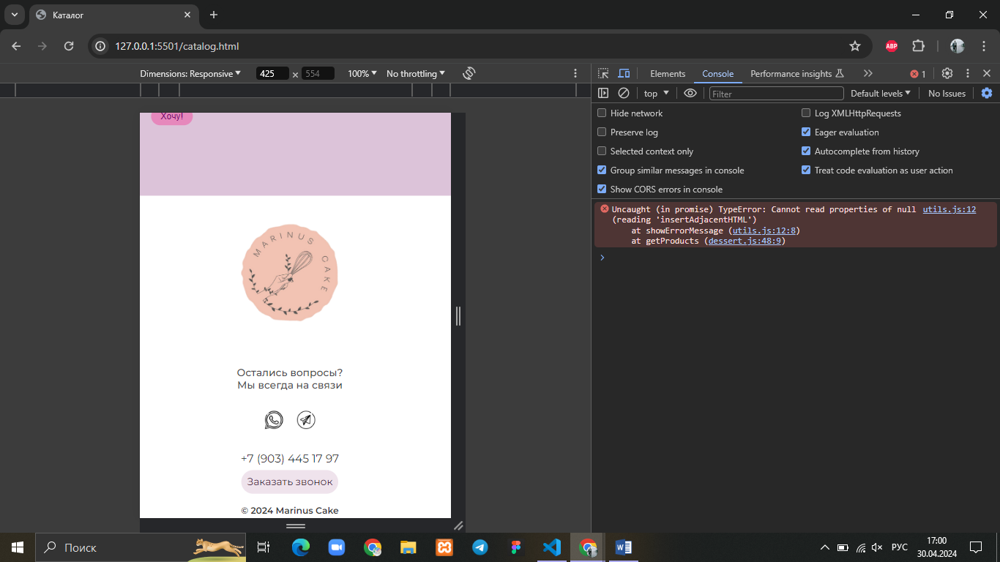 Каталог
127.0.0.1:5501/catalog.html
ABP
Dimensions: Responsive
425
×
554
100%
No throttling
Elements
Console
Performance insights
1
top
Filter
Default levels
No Issues
Hide network
Log XMLHttpRequests
Preserve log
Eager evaluation
Selected context only
Autocomplete from history
Group similar messages in console
Treat code evaluation as user action
Show CORS errors in console
Uncaught (in promise) TypeError: Cannot read properties of null utils.js:12
(reading 'insertAdjacentHTML')
at showErrorMessage (utils.js:12:8)
at getProducts (dessert.js:48:9)
Хочу!
MARINUS CAKE
Остались вопросы?
Мы всегда на связи
+7 (903) 445 17 97
Заказать звонок
© 2024 Marinus Cake
Поиск
РУС
17:00
30.04.2024